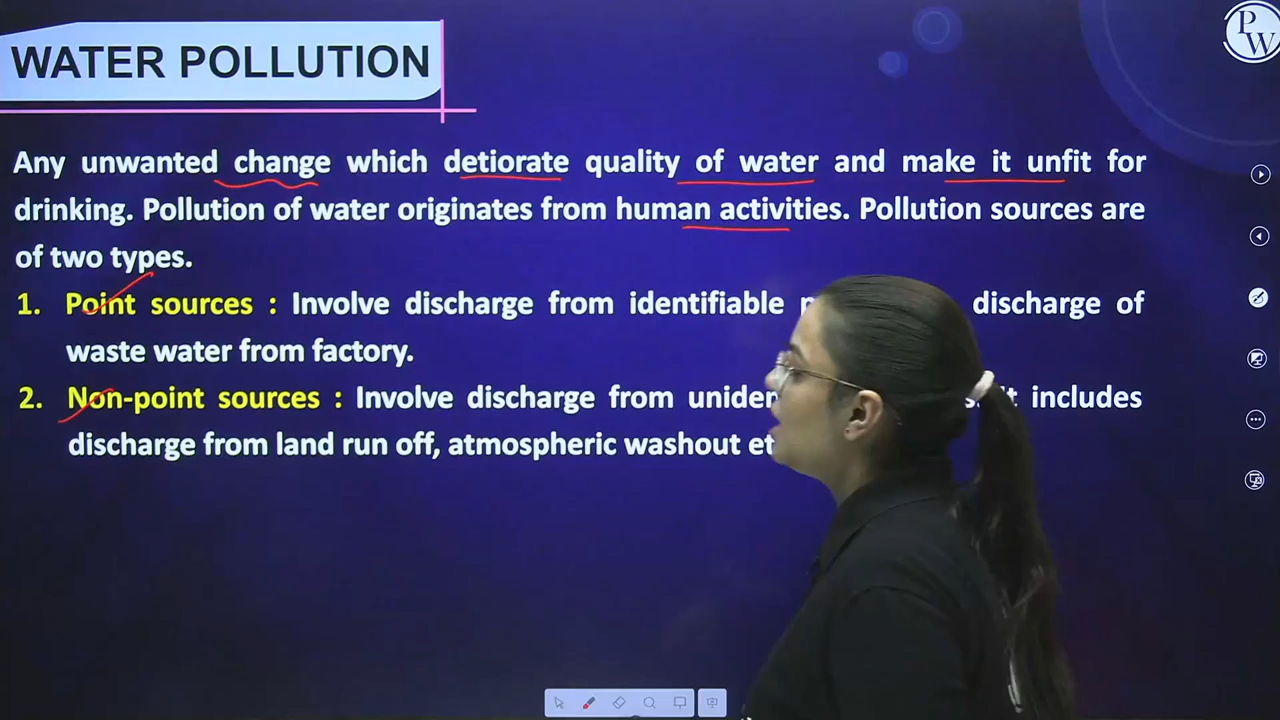 WATER POLLUTION
PW
Any unwanted change which detiorate quality of water and make it unfit for
drinking. Pollution of water originates from human activities. Pollution sources are
of two types.
1. Point sources : Involve discharge from identifiable discharge of
waste water from factory.
2. Non-point sources : Involve discharge from includes
discharge from land run off, atmospheric washout